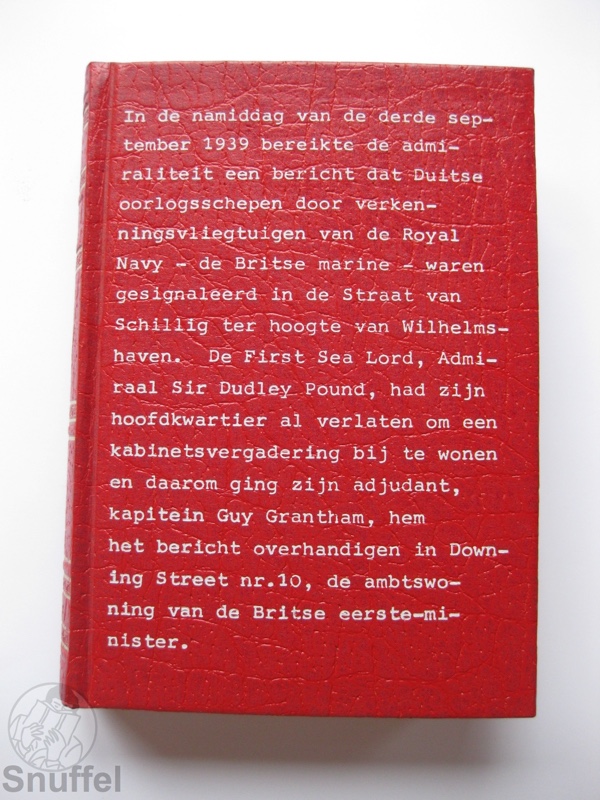 In de namiddag van de derde sep-
tember 1939 bereikte de admi-
raliteit een bericht dat Duitse
oorlogsschepen door verken-
ningsvliegtuigen van de Royal
Navy - de Britse marine - waren
gesignaleerd in de Straat van
Schillig ter hoogte van Wilhelms-
haven. De First Sea Lord, Admi-
raal Sir Dudley Pound, had zijn
hoofdkwartier al verlaten om een
kabinetsvergadering bij te wonen
en daarom ging zijn adjudant,
kapitein Guy Grantham, hem
het bericht overhandigen in Down-
ing Street nr.10, de ambtswo-
ning van de Britse eerste-mi-
nister.
Snuffel